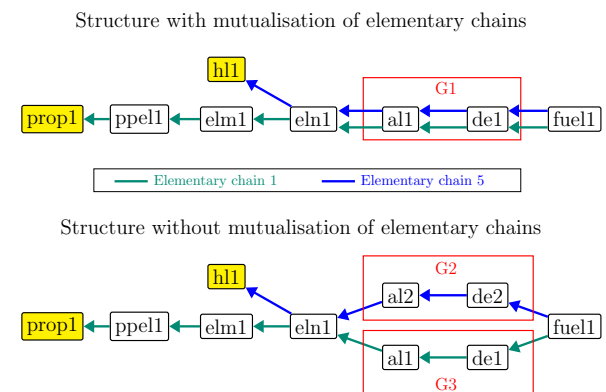 Structure with mutualisation of elementary chains
hl1
G1
prop1 ppel1 elm1 eln1 al1 de1 fuel1
Elementary chain 1 Elementary chain 5
Structure without mutualisation of elementary chains
G2
hl1
al2 de2
prop1 ppel1 elm1 eln1 fuel1
al1 de1
G3